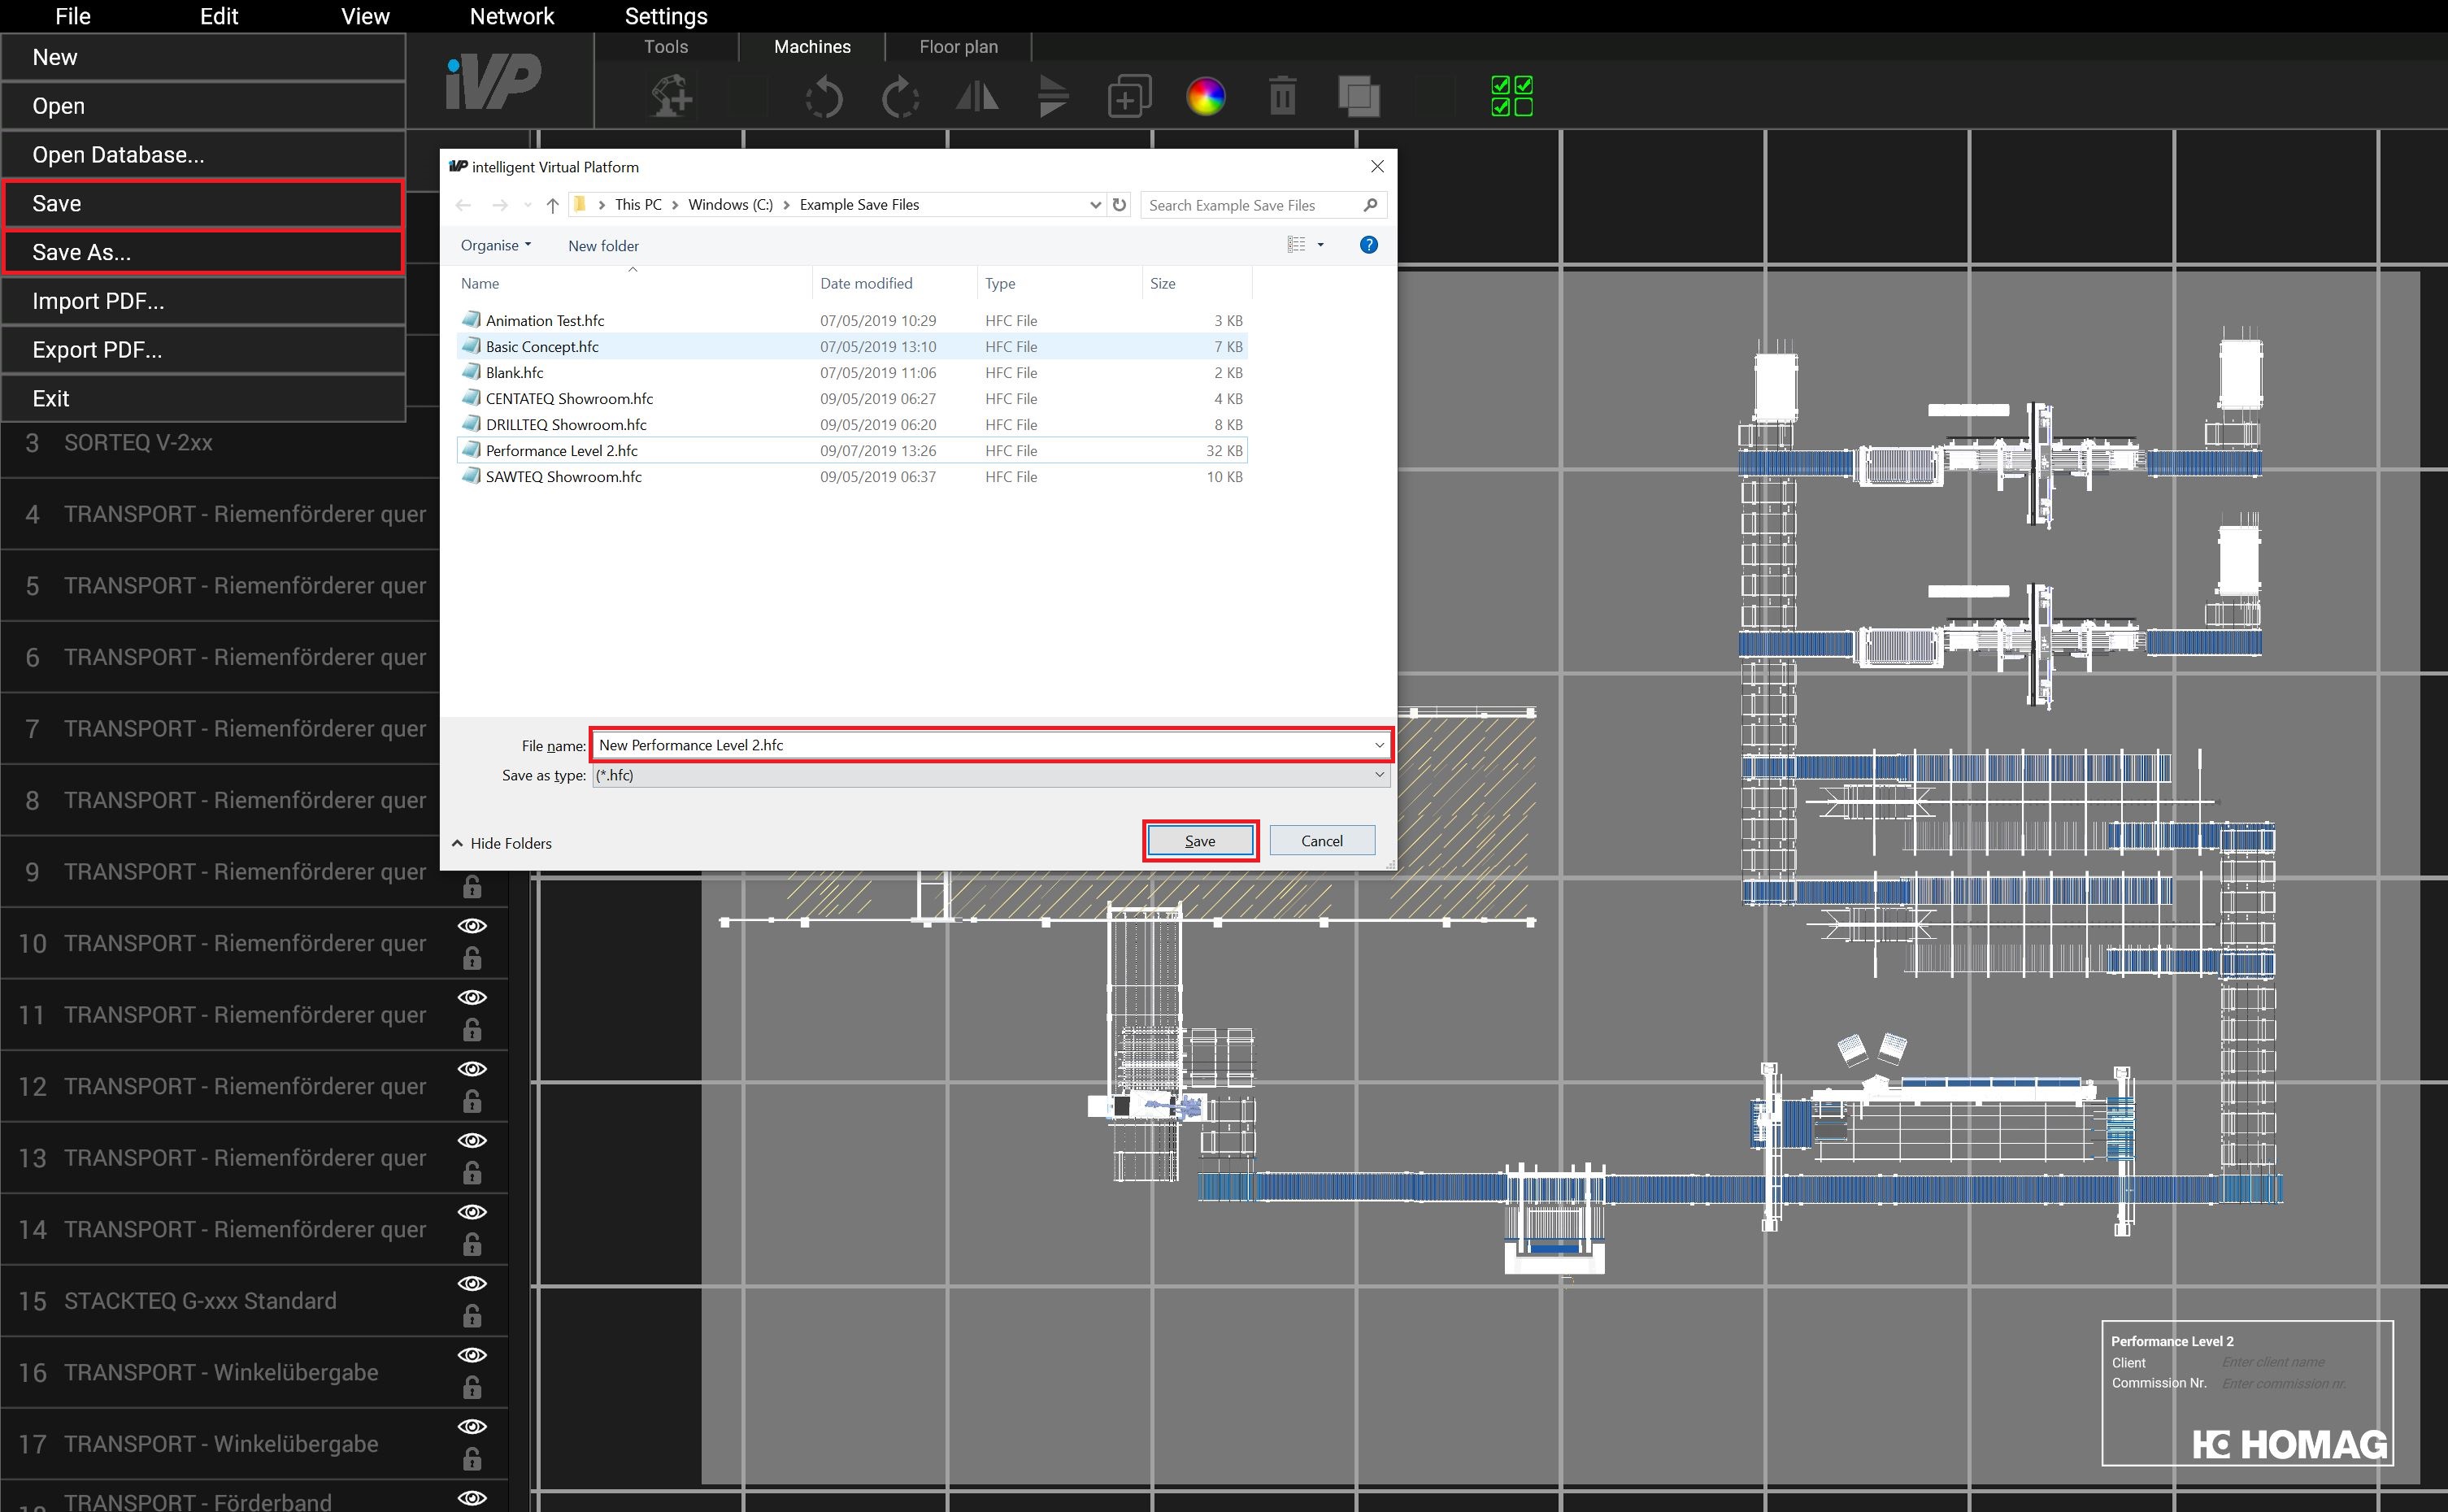 File Edit View Network Settings
New
Open
Open Database...
Save
Save As...
Import PDF...
Export PDF...
Exit
iVP
Tools Machines Floor plan
iVP intelligent Virtual Platform
This PC > Windows (C:) > Example Save Files
Search Example Save Files
Organise New folder
Name Date modified Type Size
Animation Test.hfc 07/05/2019 10:29 HFC File 3 KB
Basic Concept.hfc 07/05/2019 13:10 HFC File 7 KB
Blank.hfc 07/05/2019 11:06 HFC File 2 KB
CENTATEQ Showroom.hfc 09/05/2019 06:27 HFC File 4 KB
DRILLTEQ Showroom.hfc 09/05/2019 06:20 HFC File 8 KB
Performance Level 2.hfc 09/07/2019 13:26 HFC File 32 KB
SAWTEQ Showroom.hfc 09/05/2019 06:37 HFC File 10 KB
File name: New Performance Level 2.hfc
Save as type: (*.hfc)
Hide Folders
Save Cancel
3 SORTEQ V-2xx
4 TRANSPORT - Riemenförderer quer
5 TRANSPORT - Riemenförderer quer
6 TRANSPORT - Riemenförderer quer
7 TRANSPORT - Riemenförderer quer
8 TRANSPORT - Riemenförderer quer
9 TRANSPORT - Riemenförderer quer
10 TRANSPORT - Riemenförderer quer
11 TRANSPORT - Riemenförderer quer
12 TRANSPORT - Riemenförderer quer
13 TRANSPORT - Riemenförderer quer
14 TRANSPORT - Riemenförderer quer
15 STACKTEQ G-xxx Standard
16 TRANSPORT - Winkelübergabe
17 TRANSPORT - Winkelübergabe
TRANSPORT - Förderband
Performance Level 2
Client Enter client name
Commission Nr. Enter commission nr.
HOMAG